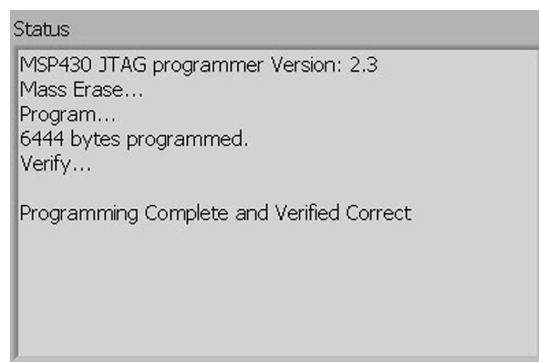 Status
MSP430 JTAG programmer Version: 2.3
Mass Erase...
Program...
6444 bytes programmed.
Verify...
Programming Complete and Verified Correct